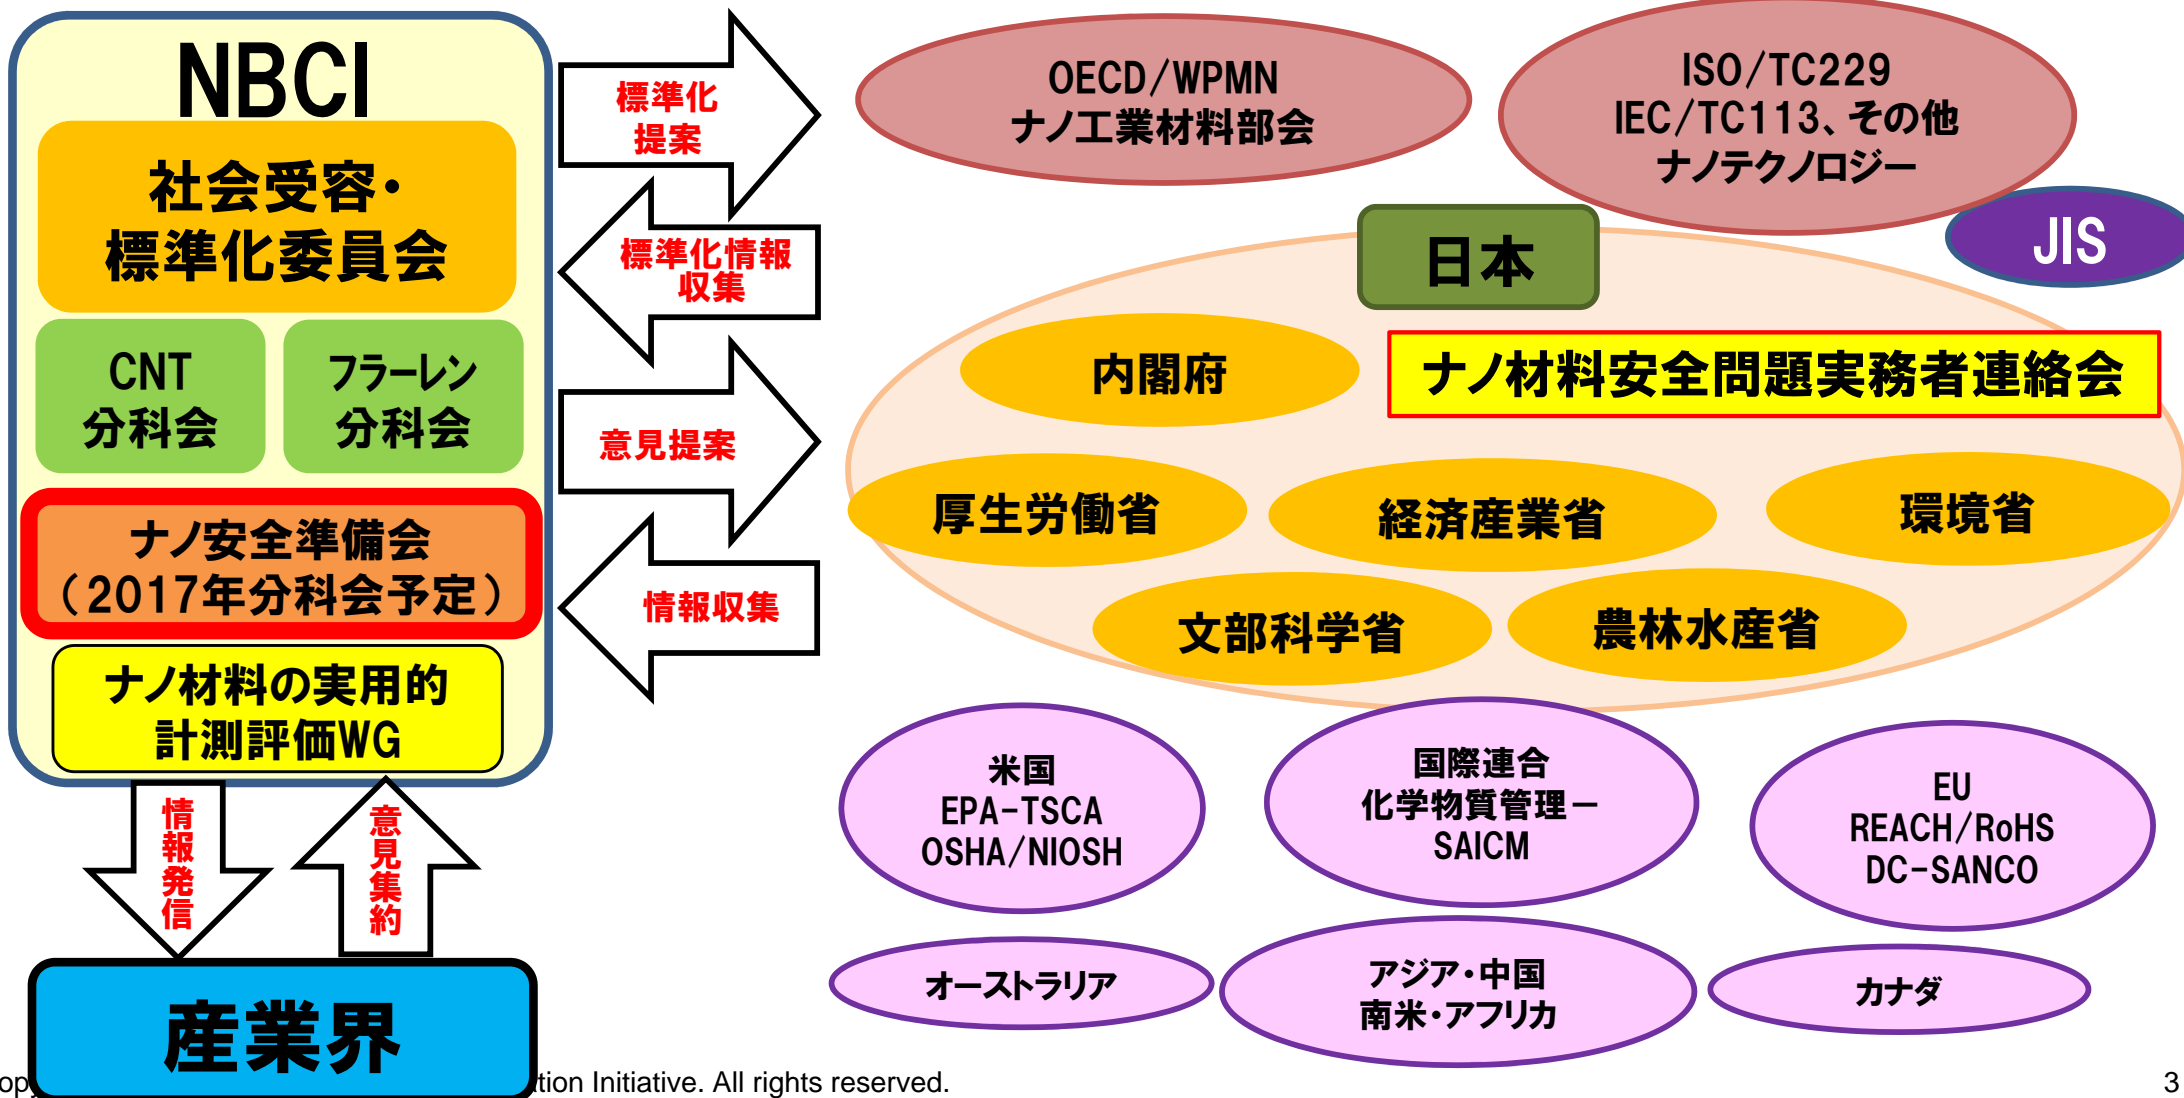 NBCI
社会受容・
標準化委員会
CNT
分科会
フラーレン
分科会
ナノ安全準備会
（2017年分科会予定）
ナノ材料の実用的
計測評価WG
標準化
提案
標準化情報
収集
意見提案
情報収集
情報発信
意見集約
産業界
OECD/WPMN
ナノ工業材料部会
ISO/TC229
IEC/TC113、その他
ナノテクノロジー
JIS
日本
内閣府
ナノ材料安全問題実務者連絡会
厚生労働省
経済産業省
環境省
文部科学省
農林水産省
米国
EPA-TSCA
OSHA/NIOSH
国際連合
化学物質管理－
SAICM
EU
REACH/RoHS
DC-SANCO
オーストラリア
アジア・中国
南米・アフリカ
カナダ
Initiative. All rights reserved.
3